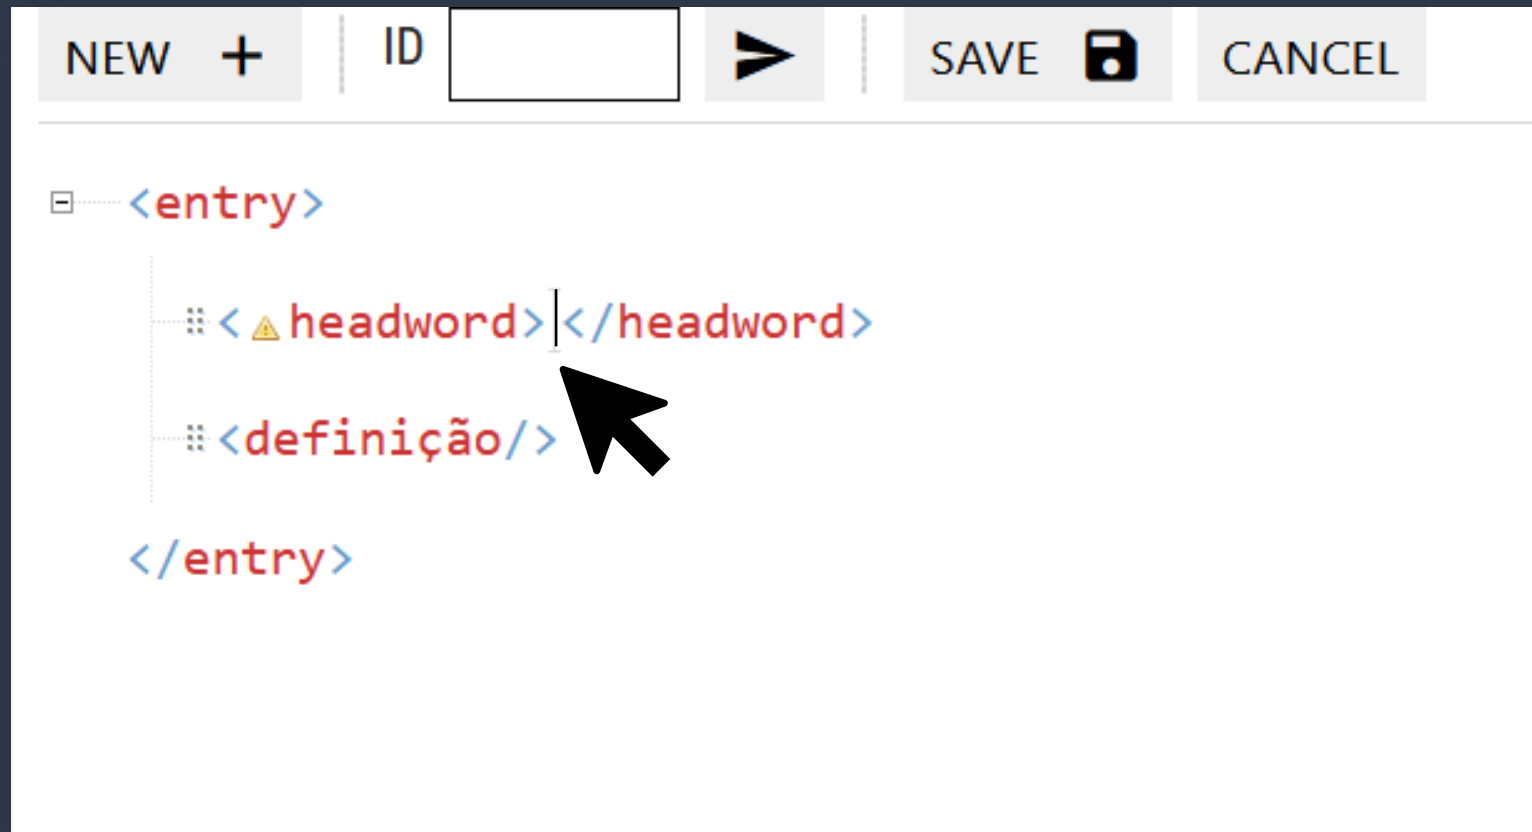 NEW + ID SAVE CANCEL
<entry>
<headword></headword>
<definição/>
</entry>